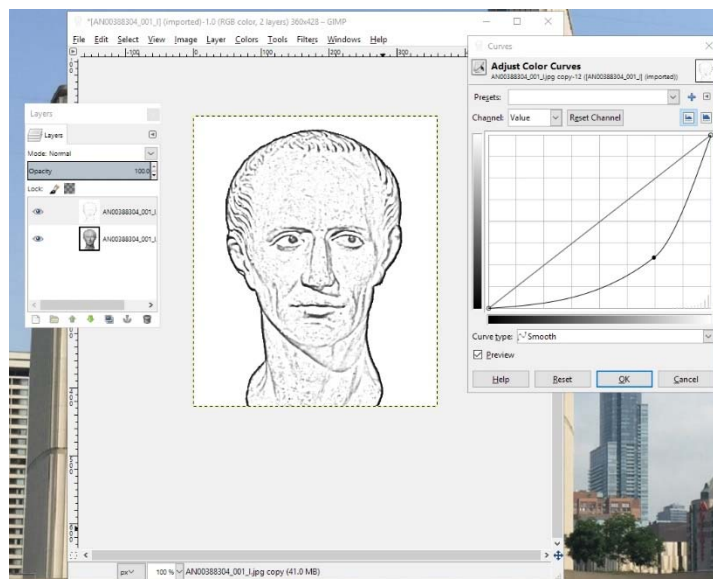 *[AN00388304_001_l] (imported)-1.0 (RGB color, 2 layers) 360x428 – GIMP
File Edit Select View Image Layer Colors Tools Filters Windows Help
Layers
Layers
Mode: Normal
Opacity 100.0
Lock:
AN00388304_001_l.
AN00388304_001_l.
px 100 % AN00388304_001_l.jpg copy (41.0 MB)
Curves
Adjust Color Curves
AN00388304_001_l.jpg copy-12 ([AN00388304_001_l] (imported))
Presets:
Channel: Value Reset Channel
Curve type: Smooth
Preview
Help Reset OK Cancel